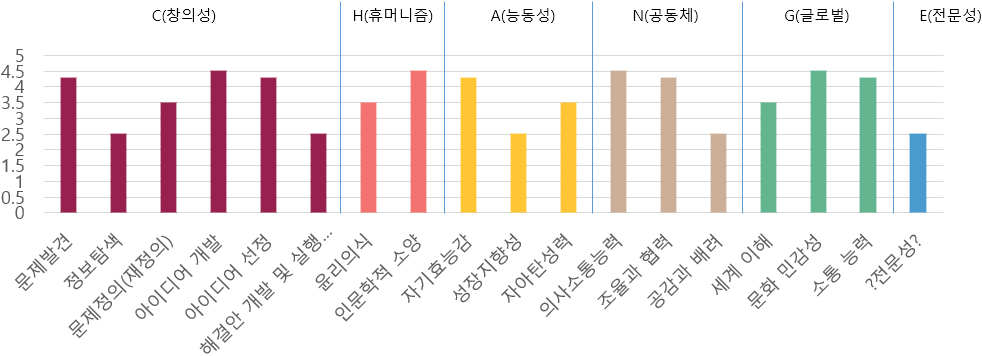 C(창의성)
H(휴머니즘)
A(능동성)
N(공동체)
G(글로벌)
E(전문성)
5
4.5
4
3.5
3
2.5
2
1.5
1
0.5
0
문제발견
정보탐색
문제정의(재정의)
아이디어 개발
아이디어 선정
해결안 개발 및 실행...
윤리의식
인문학적 소양
자기효능감
성장지향성
자아탄성력
의사소통능력
조율과 협력
공감과 배려
세계 이해
문화 민감성
소통 능력
?전문성?